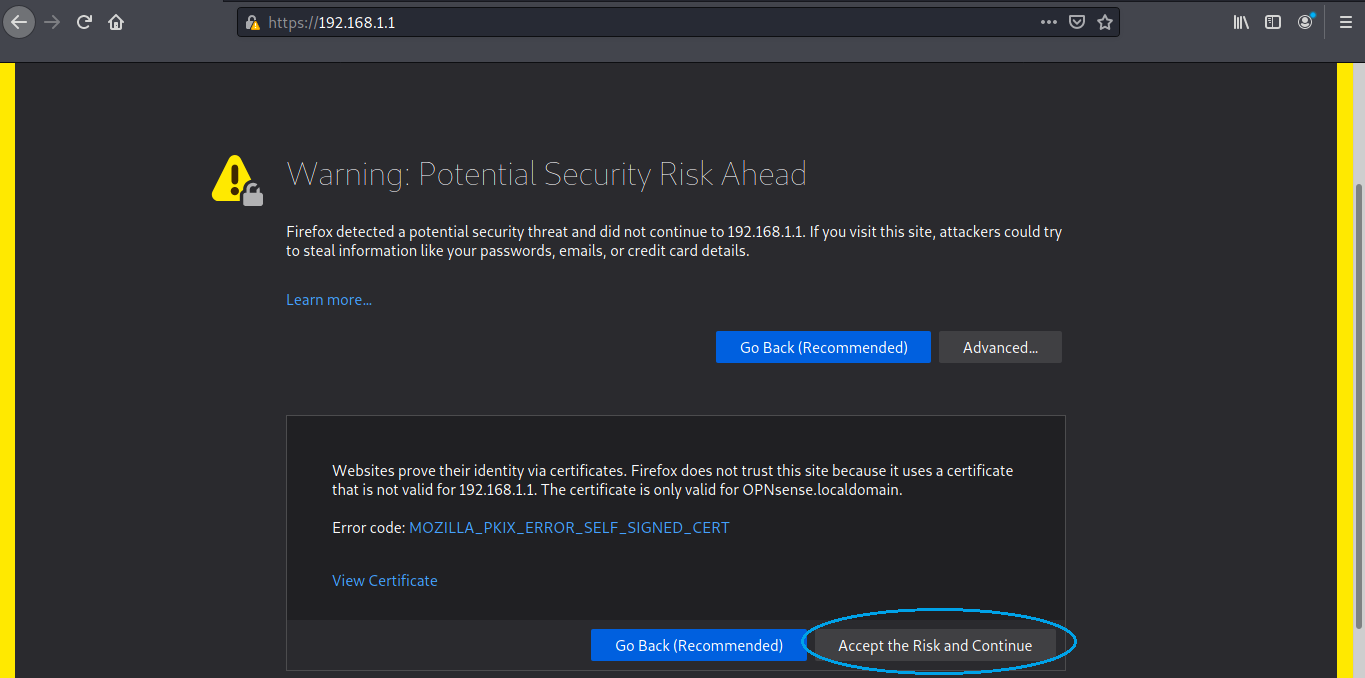 https://192.168.1.1
Warning: Potential Security Risk Ahead
Firefox detected a potential security threat and did not continue to 192.168.1.1. If you visit this site, attackers could try
to steal information like your passwords, emails, or credit card details.
Learn more...
Go Back (Recommended)
Advanced...
Websites prove their identity via certificates. Firefox does not trust this site because it uses a certificate
that is not valid for 192.168.1.1. The certificate is only valid for OPNsense.localdomain.
Error code: MOZILLA_PKIX_ERROR_SELF_SIGNED_CERT
View Certificate
Go Back (Recommended)
Accept the Risk and Continue